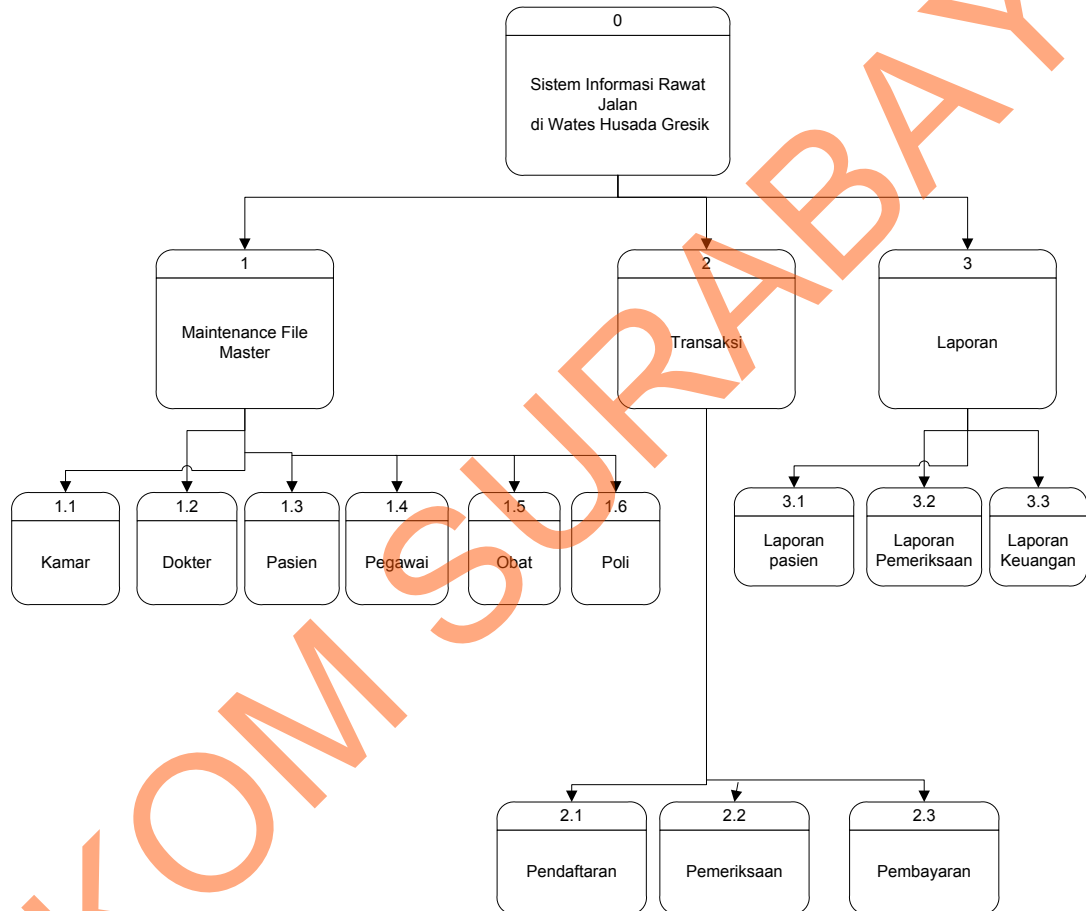 0
Sistem Informasi Rawat
Jalan
di Wates Husada Gresik
1
Maintenance File
Master
2
Transaksi
3
Laporan
1.1
Kamar
1.2
Dokter
1.3
Pasien
1.4
Pegawai
1.5
Obat
1.6
Poli
3.1
Laporan
pasien
3.2
Laporan
Pemeriksaan
3.3
Laporan
Keuangan
2.1
Pendaftaran
2.2
Pemeriksaan
2.3
Pembayaran
KOM SURABAY